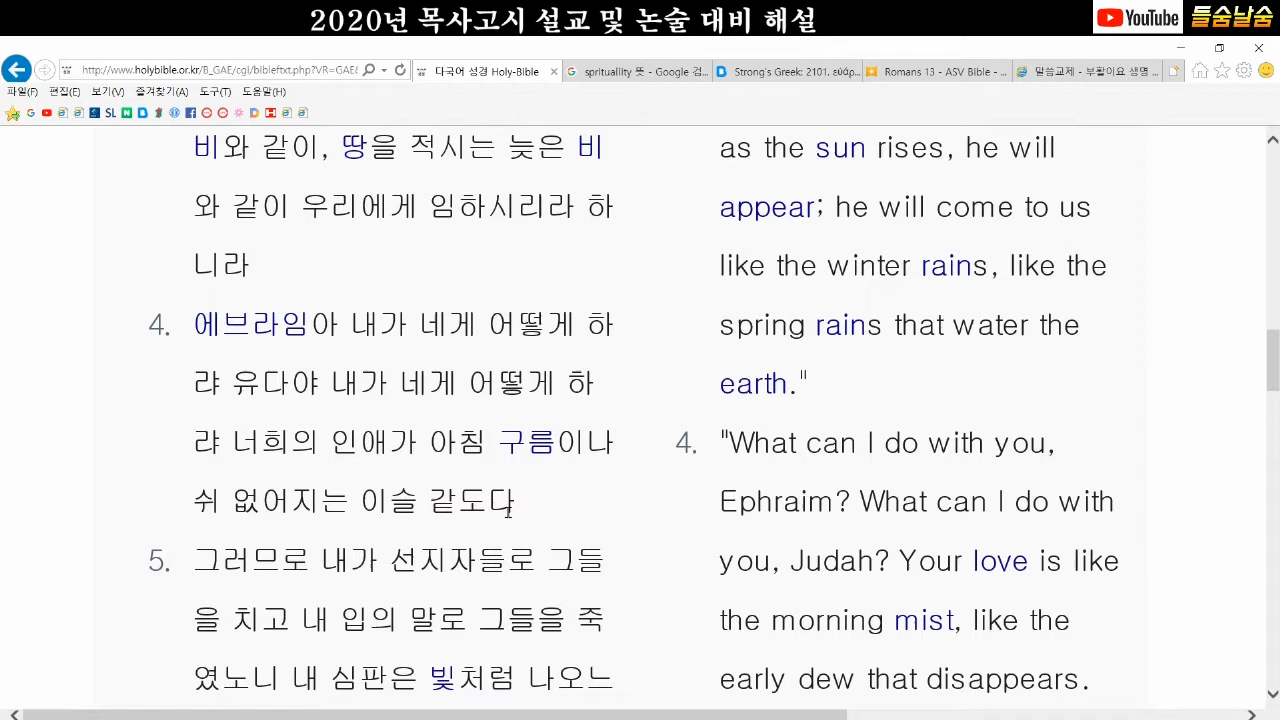 2020년 목사고시 설교 및 논술 대비 해설
YouTube 들숨날숨
http://www.holybible.or.kr/B_GAE/cgi/bibleftxt.php?VR=GAE&
다국어 성경 Holy-Bible
sprituallity 뜻 - Google 검...
Strong's Greek: 2101. εὐάρ...
Romans 13 - ASV Bible - ...
말씀교제 - 부활이요 생명 ...
파일(F) 편집(E) 보기(V) 즐겨찾기(A) 도구(T) 도움말(H)
SL
비와 같이, 땅을 적시는 늦은 비
와 같이 우리에게 임하시리라 하
니라
4. 에브라임아 내가 네게 어떻게 하
랴 유다야 내가 네게 어떻게 하
랴 너희의 인애가 아침 구름이나
쉬 없어지는 이슬 같도다
5. 그러므로 내가 선지자들로 그들
을 치고 내 입의 말로 그들을 죽
였노니 내 심판은 빛처럼 나오느
as the sun rises, he will
appear; he will come to us
like the winter rains, like the
spring rains that water the
earth."
4. "What can I do with you,
Ephraim? What can I do with
you, Judah? Your love is like
the morning mist, like the
early dew that disappears.